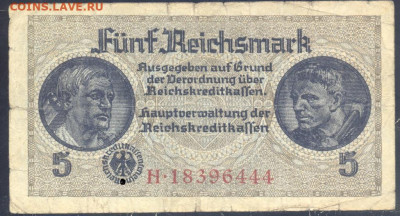 COINS.LAVE.RU
Fünf Reichsmark
Ausgegeben auf Grund
der Verordnung über
Reichskreditkassen.
Hauptverwaltung der
Reichskreditkassen
5
5
H·18396444